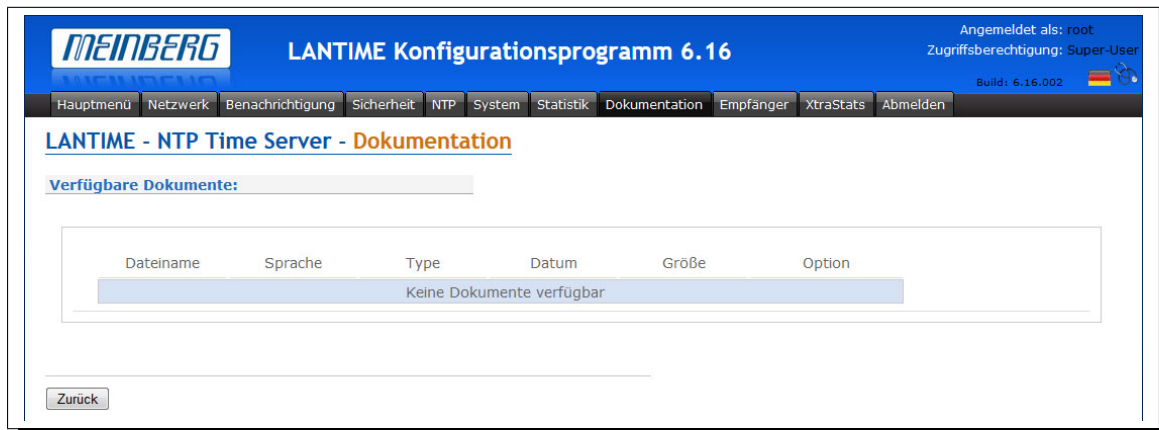 MEINBERG
LANTIME Konfigurationsprogramm 6.16
Angemeldet als: root
Zugriffsberechtigung: Super-User
Build: 6.16.002
Hauptmenü Netzwerk Benachrichtigung Sicherheit NTP System Statistik Dokumentation Empfänger XtraStats Abmelden
LANTIME - NTP Time Server - Dokumentation
Verfügbare Dokumente:
Dateiname Sprache Type Datum Größe Option
Keine Dokumente verfügbar
Zurück